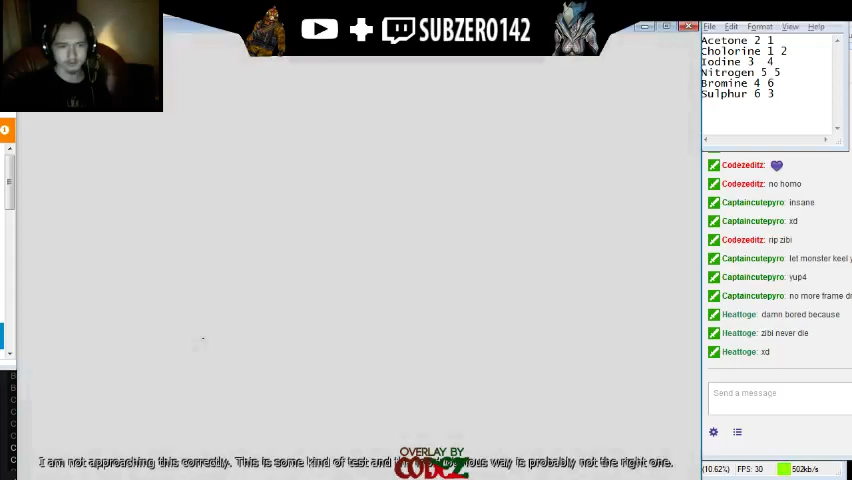 SUBZERO142
File Edit Format View Help
Acetone 2 1
Cholorine 1 2
Iodine 3 4
Nitrogen 5 5
Bromine 4 6
Sulphur 6 3
Codezeditz:
Codezeditz: no homo
Captaincutepyro: insane
Captaincutepyro: xd
Codezeditz: rip zibi
Captaincutepyro: let monster keel
Captaincutepyro: yup4
Captaincutepyro: no more frame
Heattoge: damn bored because
Heattoge: zibi never die
Heattoge: xd
Send a message
OVERLAY BY
CODEZ
I am not approaching this correctly. This is some kind of test and way is probably not the right one.
(10.62%) FPS: 30 502kb/s